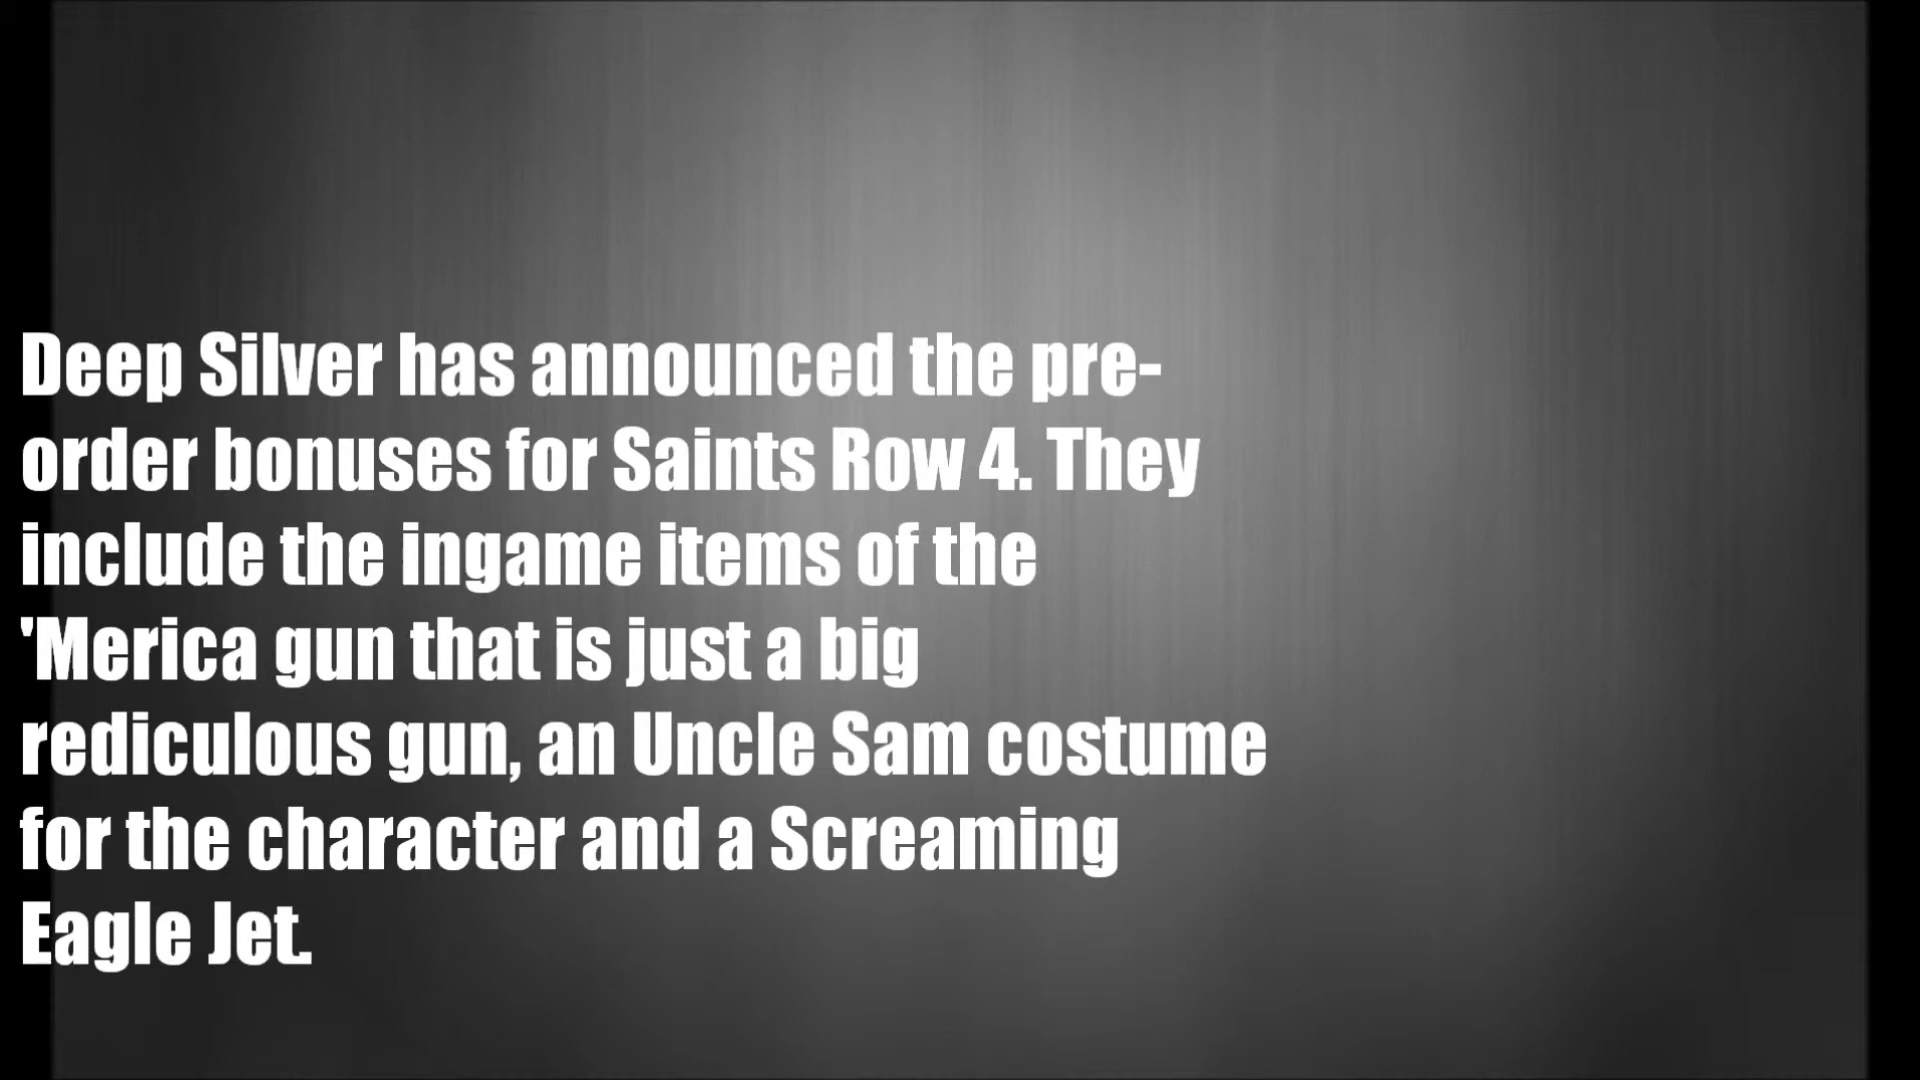 Deep Silver has announced the pre-
order bonuses for Saints Row 4. They
include the ingame items of the
'Merica gun that is just a big
rediculous gun, an Uncle Sam costume
for the character and a Screaming
Eagle Jet.